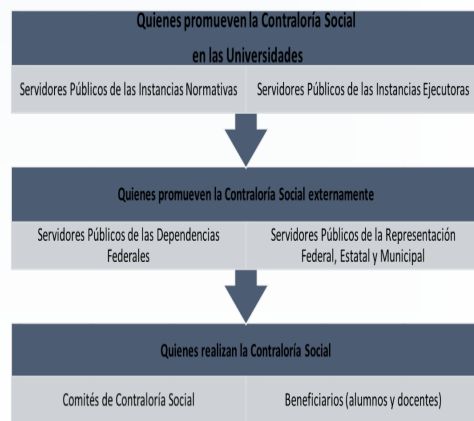 Quienes promueven la Contraloría Social
en las Universidades
Servidores Públicos de las Instancias Normativas
Servidores Públicos de las Instancias Ejecutoras
Quienes promueven la Contraloría Social externamente
Servidores Públicos de las Dependencias
Federales
Servidores Públicos de la Representación
Federal, Estatal y Municipal
Quienes realizan la Contraloría Social
Comités de Contraloría Social
Beneficiarios (alumnos y docentes)